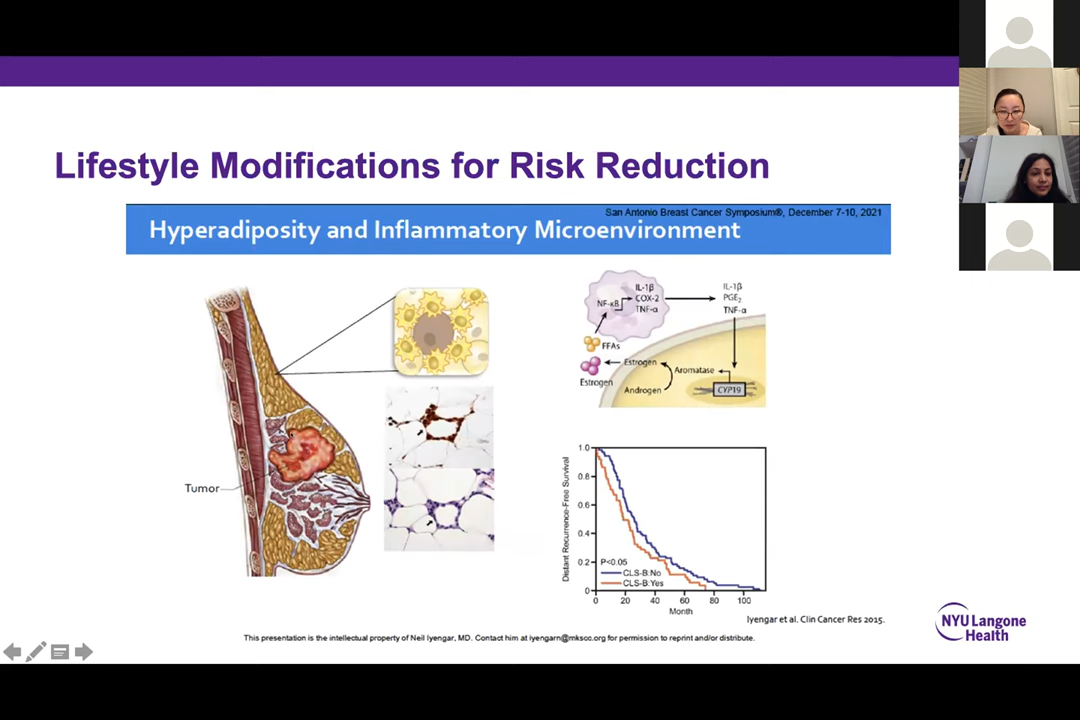 Lifestyle Modifications for Risk Reduction
San Antonio Breast Cancer Symposium®, December 7-10, 2021
Hyperadiposity and Inflammatory Microenvironment
Tumor
NF-κB
IL-1β
COX-2
TNF-α
IL-1β
PGE₂
TNF-α
FFAs
Estrogen
Aromatase
Estrogen
Androgen
CYP19
Distant Recurrence-Free Survival
1.0
0.8
0.6
0.4
0.2
0
P<0.05
CLS-B:No
CLS-B:Yes
0 20 40 60 80 100
Month
Iyengar et al. Clin Cancer Res 2015.
This presentation is the intellectual property of Neil Iyengar, MD. Contact him at iyengarn@mskcc.org for permission to reprint and/or distribute.
NYU Langone
Health